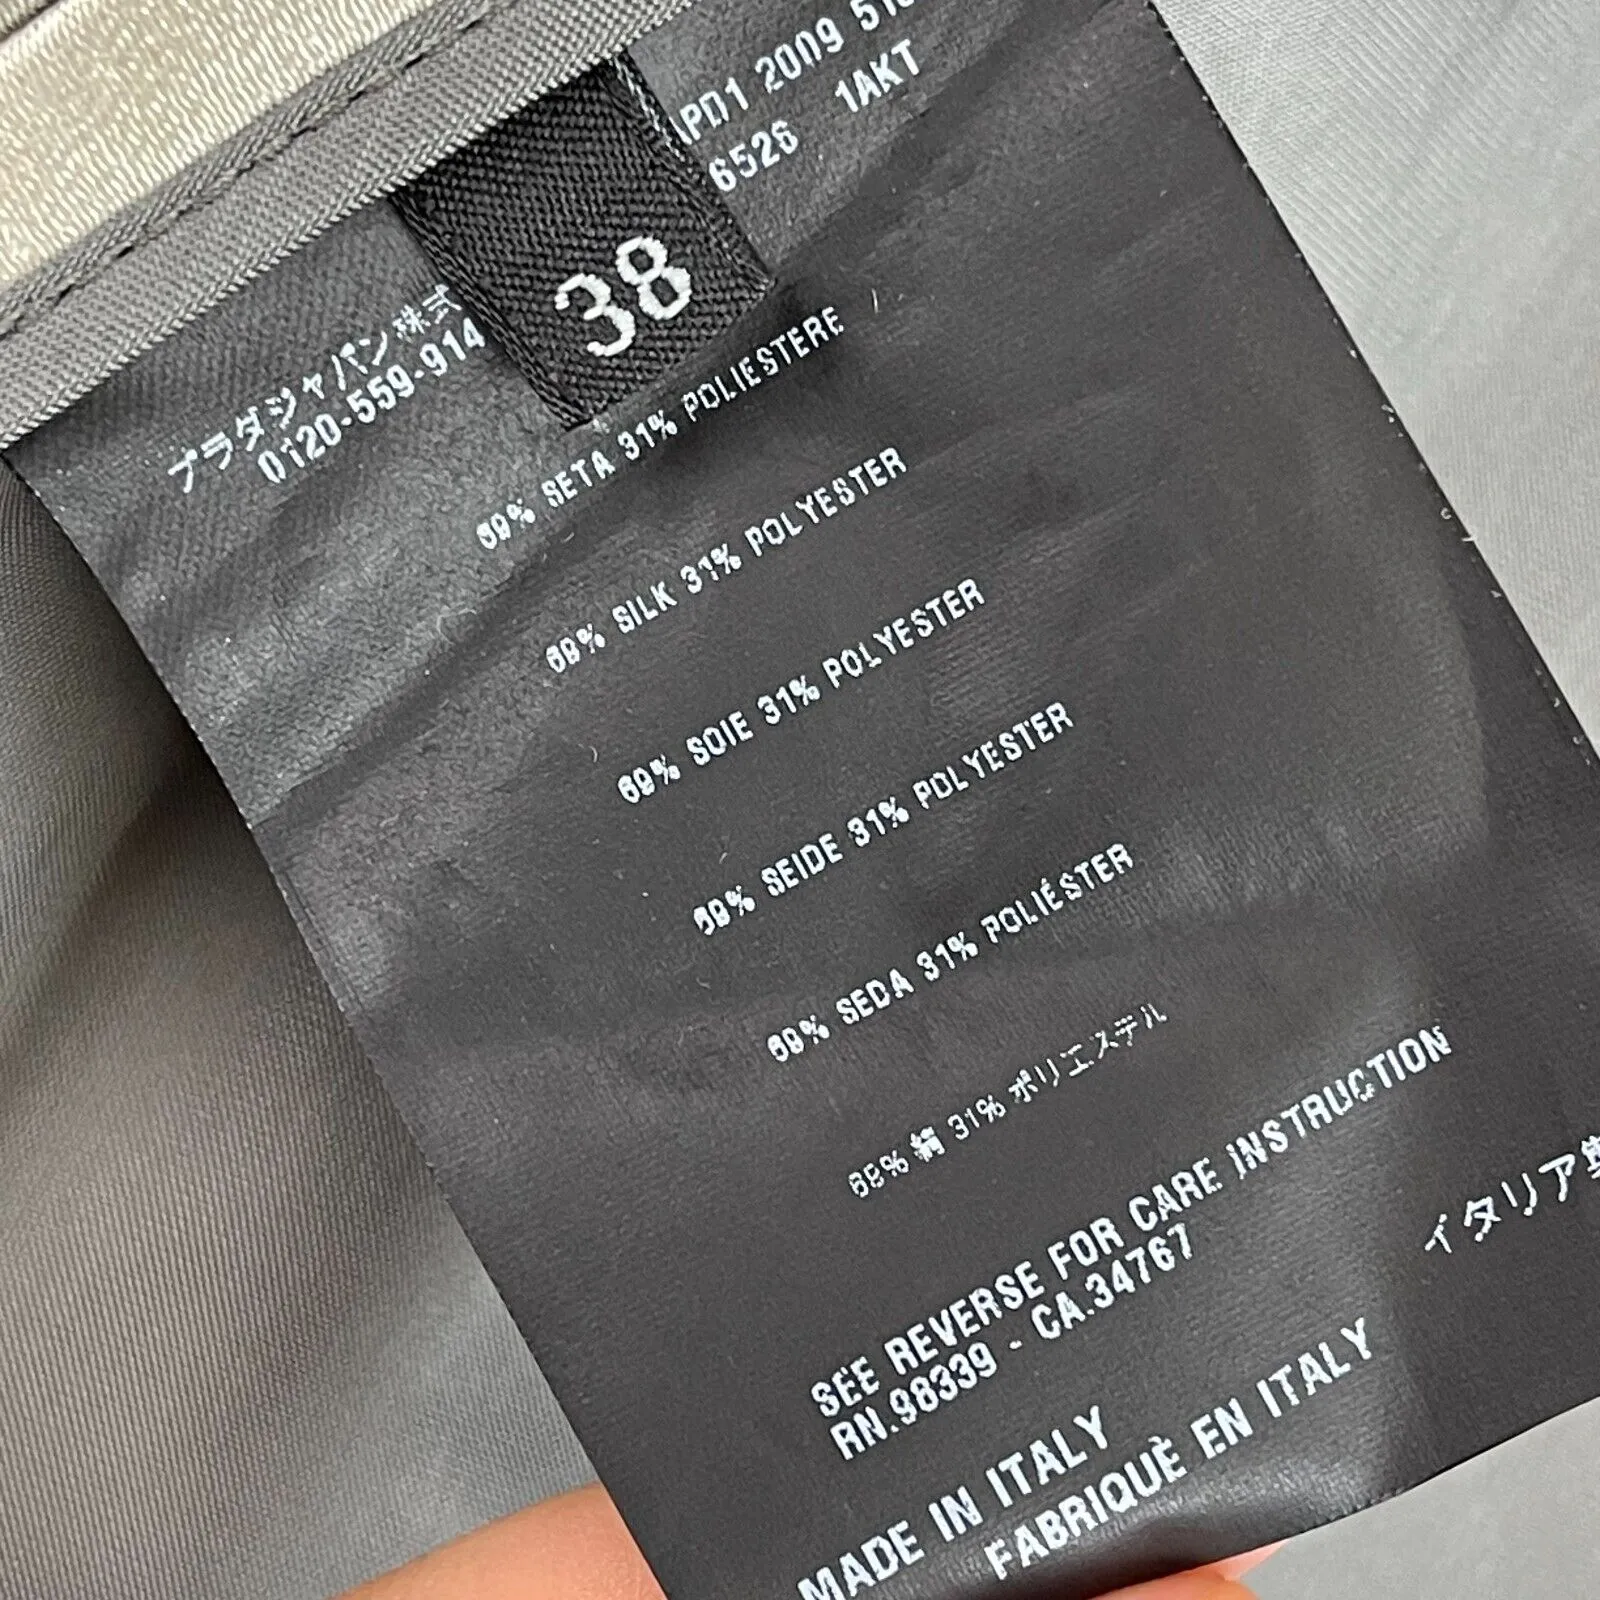 2009
6526 1AKT
38
プラダジャパン株式
0120-559-914
69% SETA 31% POLIESTERE
69% SILK 31% POLYESTER
69% SOIE 31% POLYESTER
69% SEIDE 31% POLYESTER
69% SEDA 31% POLIÉSTER
69% 絹 31% ポリエステル
SEE REVERSE FOR CARE INSTRUCTION
RN.98339 - CA.34767
イタリア
MADE IN ITALY
FABRIQUÈ EN ITALY